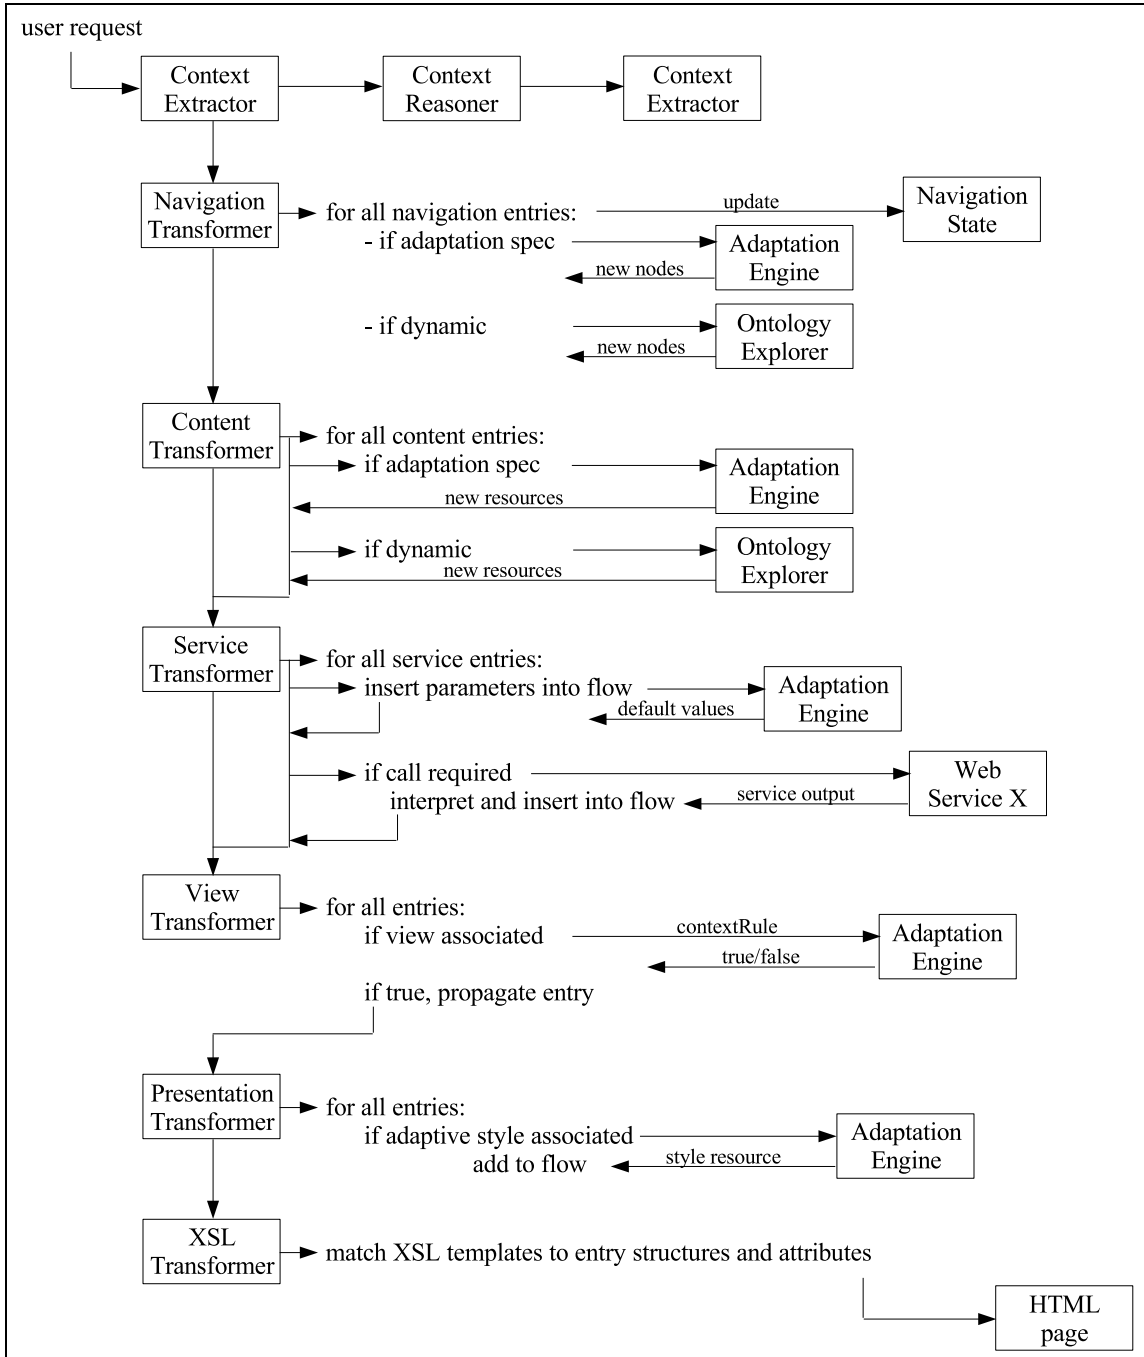 user request
Context
Extractor
Context
Reasoner
Context
Extractor
Navigation
Transformer
for all navigation entries:
update
Navigation
State
- if adaptation spec
Adaptation
Engine
new nodes
- if dynamic
Ontology
Explorer
new nodes
Content
Transformer
for all content entries:
if adaptation spec
Adaptation
Engine
new resources
if dynamic
Ontology
Explorer
new resources
Service
Transformer
for all service entries:
insert parameters into flow
Adaptation
Engine
default values
if call required
Web
Service X
interpret and insert into flow
service output
View
Transformer
for all entries:
if view associated
contextRule
Adaptation
Engine
true/false
if true, propagate entry
Presentation
Transformer
for all entries:
if adaptive style associated
Adaptation
Engine
add to flow
style resource
XSL
Transformer
match XSL templates to entry structures and attributes
HTML
page